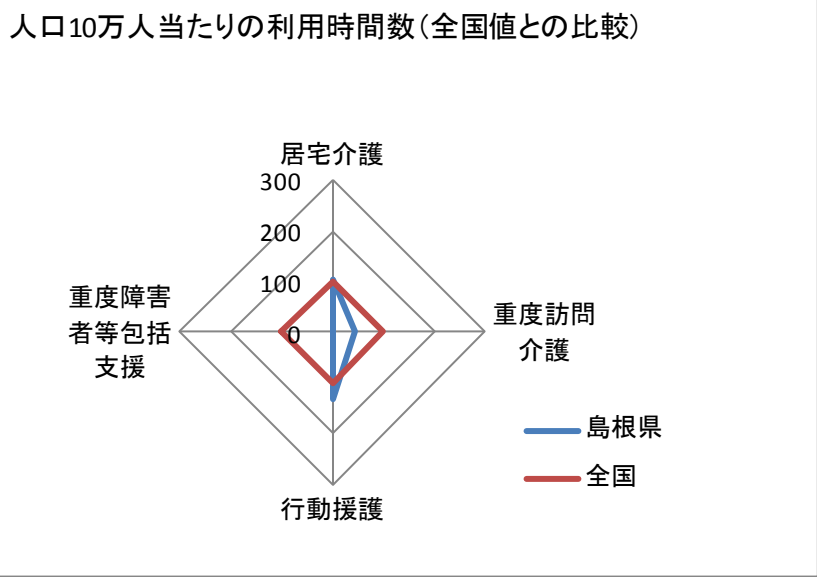 人口10万人当たりの利用時間数（全国値との比較）
居宅介護
300
200
100
0
重度障害
者等包括
支援
重度訪問
介護
行動援護
島根県
全国